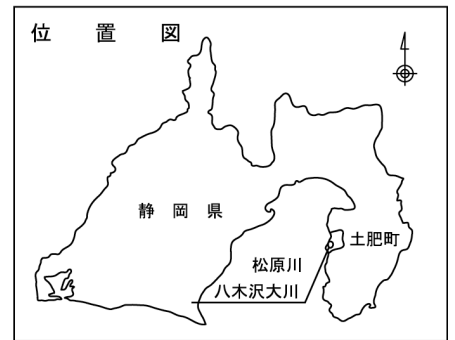 位置図
静岡県
土肥町
松原川
八木沢大川